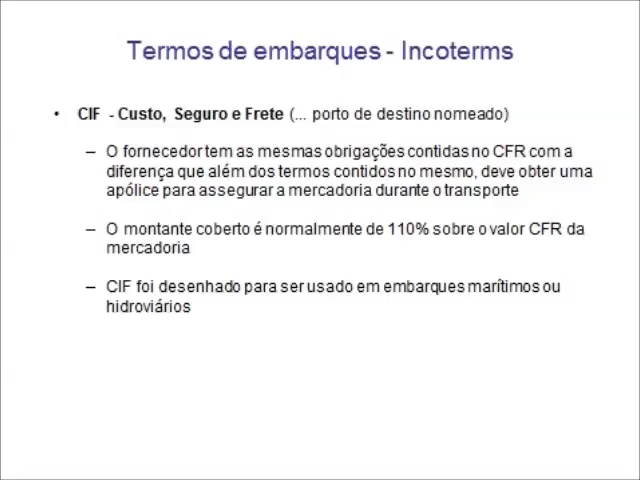 Termos de embarques - Incoterms
• CIF - Custo, Seguro e Frete (... porto de destino nomeado)
– O fornecedor tem as mesmas obrigações contidas no CFR com a
diferença que além dos termos contidos no mesmo, deve obter uma
apólice para assegurar a mercadoria durante o transporte
– O montante coberto é normalmente de 110% sobre o valor CFR da
mercadoria
– CIF foi desenhado para ser usado em embarques marítimos ou
hidroviários